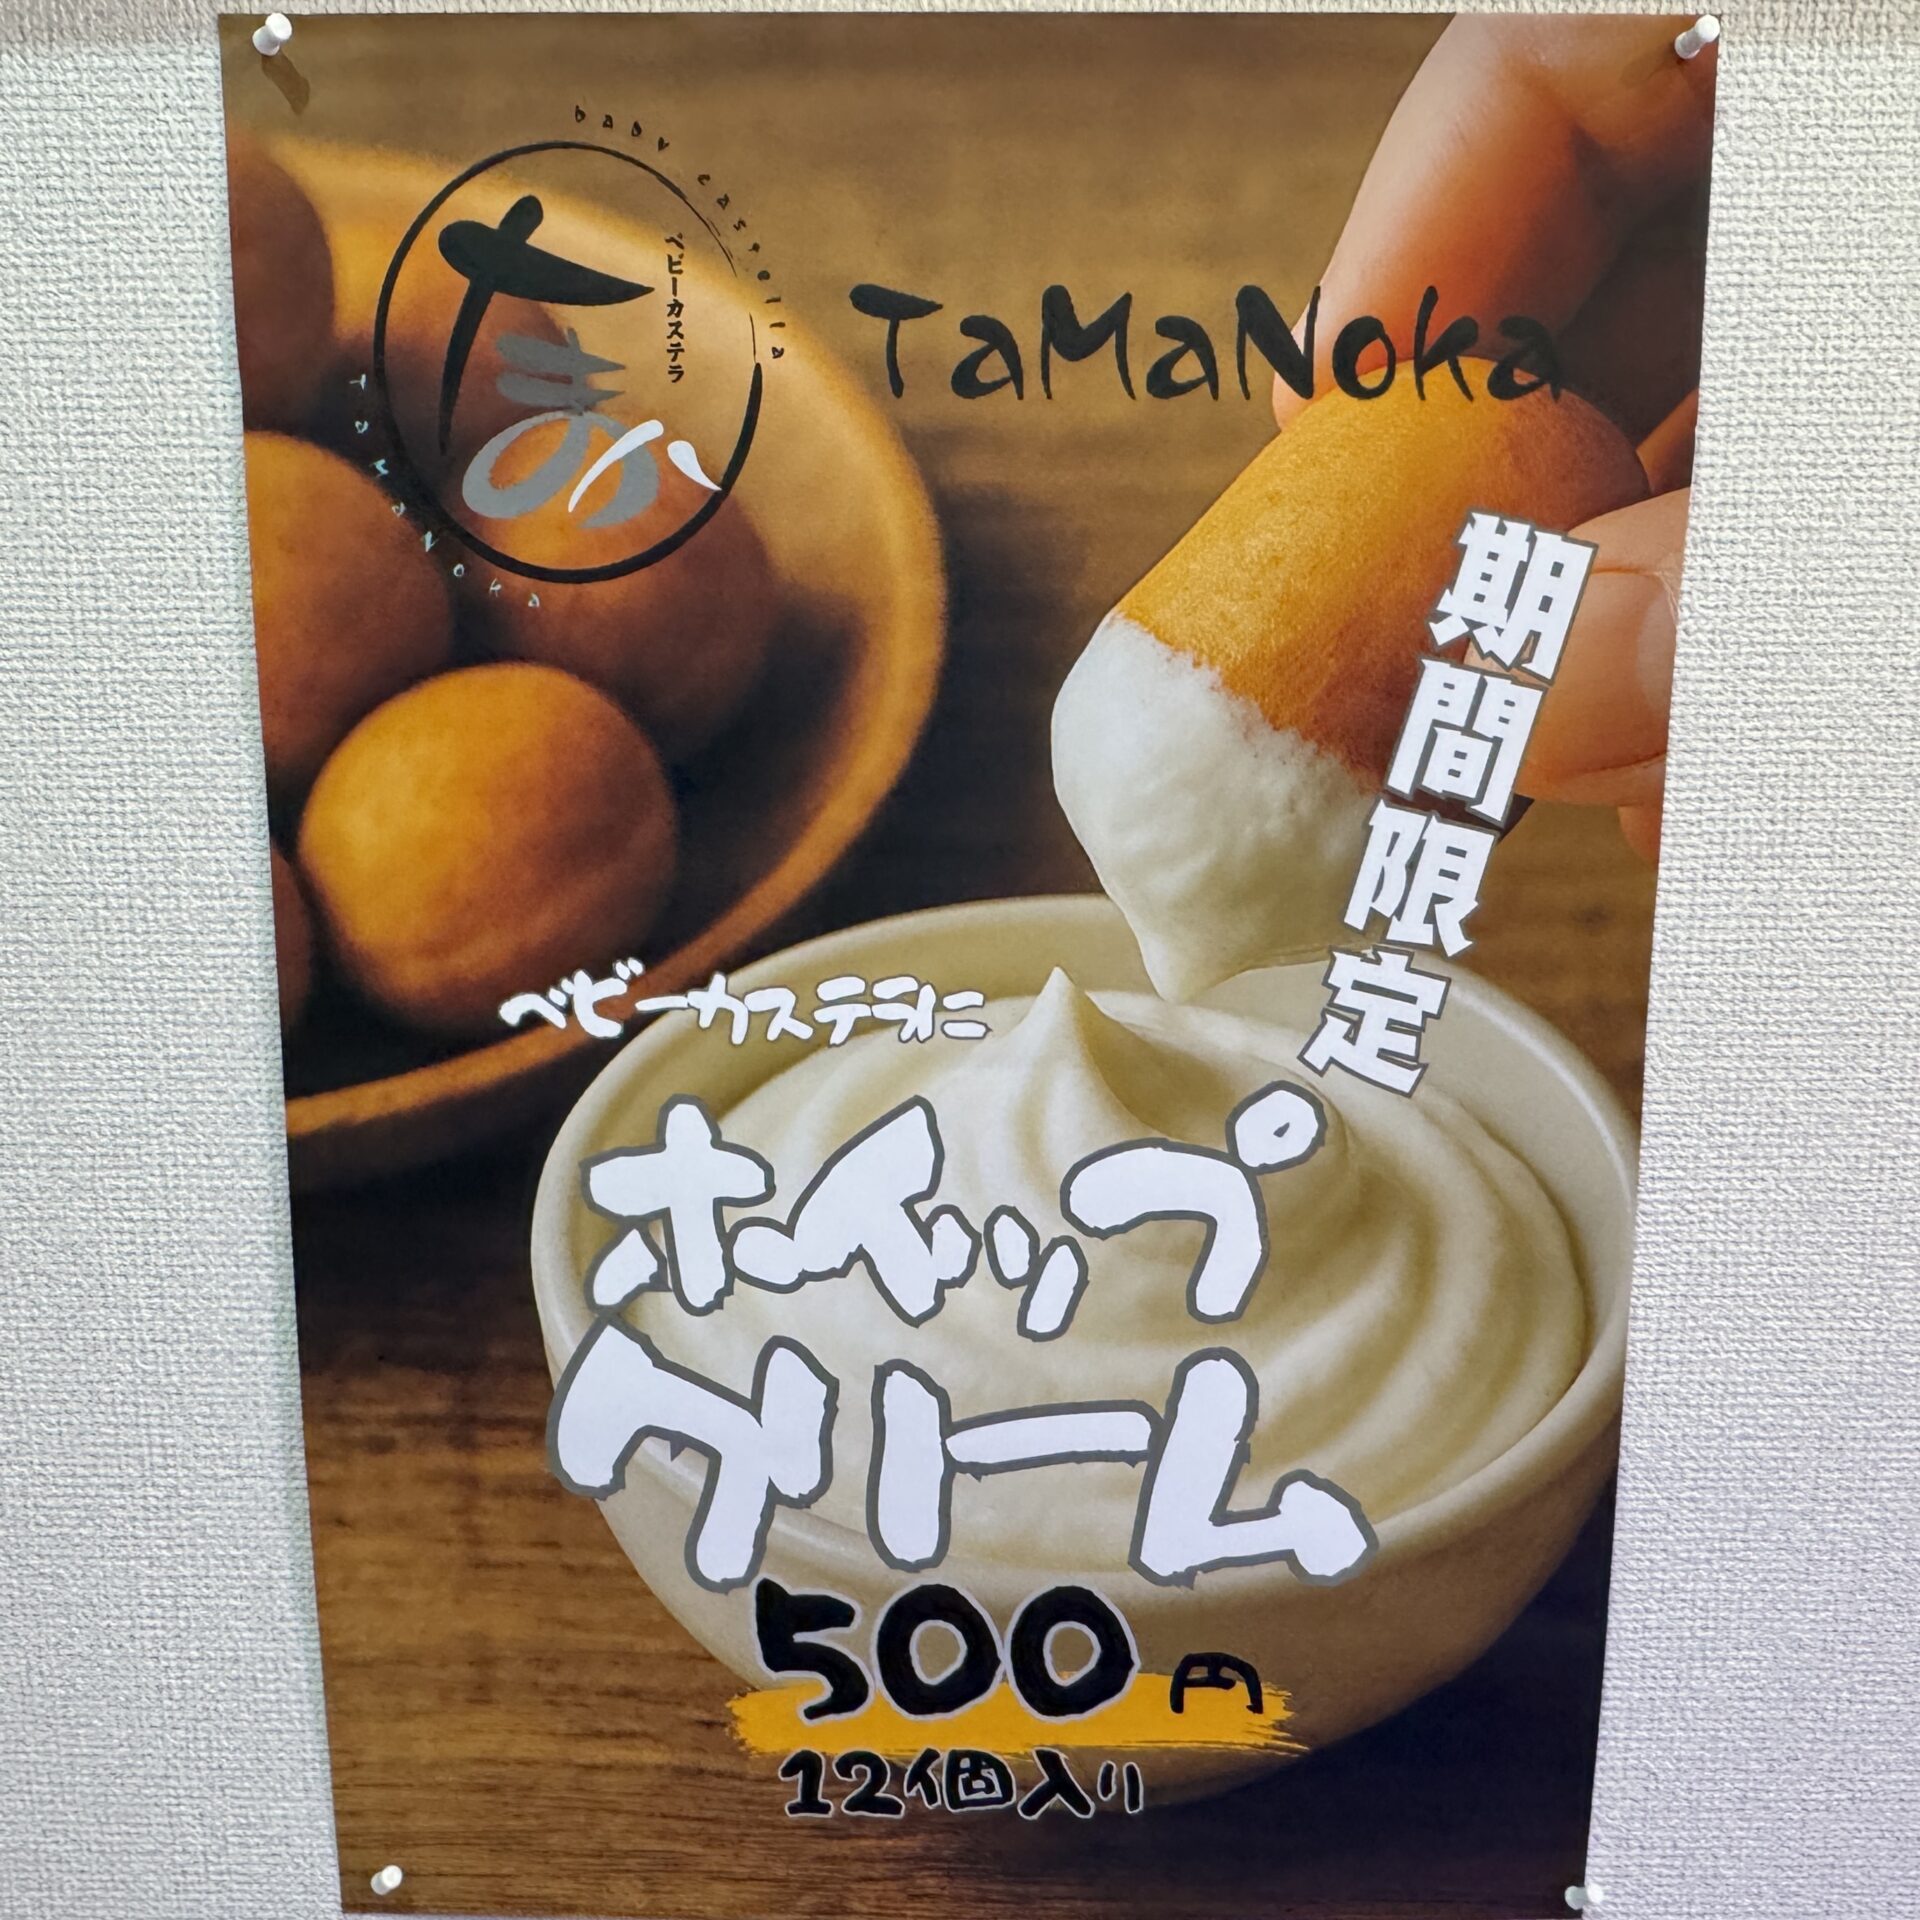 baby castella
ベビーカステラ
たまか
TaMaNoka
TaMaNoka
期間限定
ベビーカステラに
ホイップ
クリーム
500円
12個入り